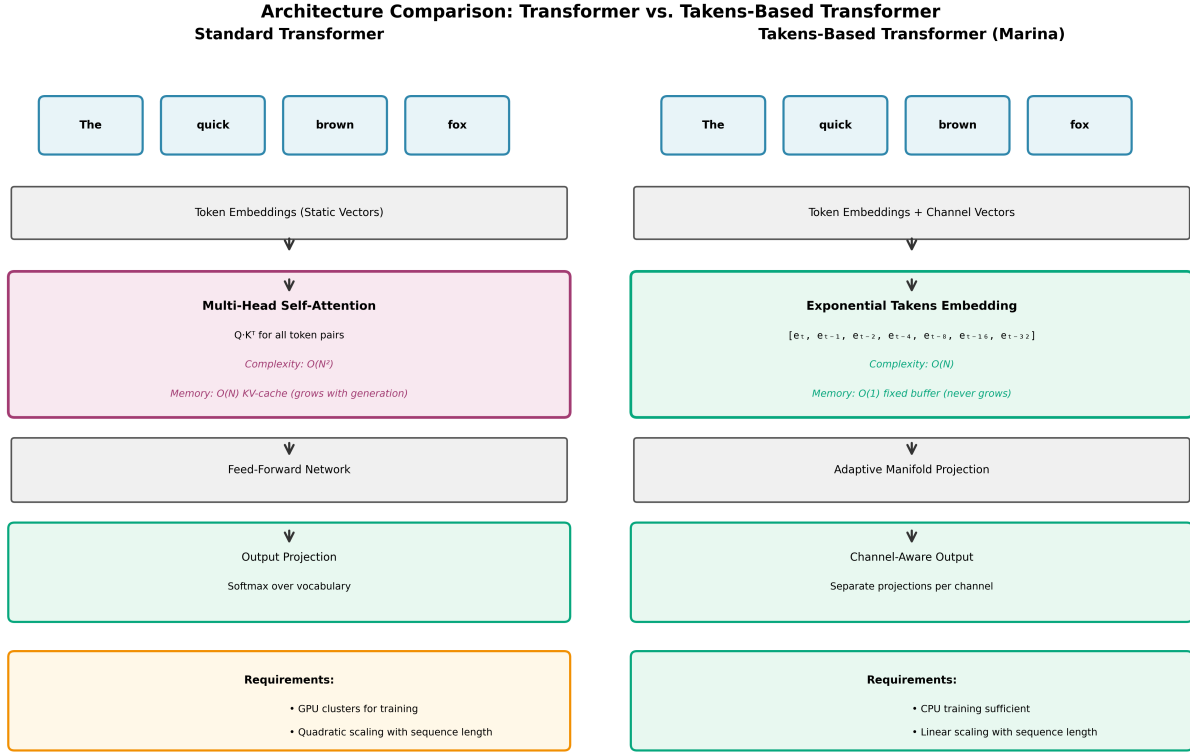 Architecture Comparison: Transformer vs. Takens-Based Transformer
Standard Transformer
The quick brown fox
Token Embeddings (Static Vectors)
Multi-Head Self-Attention
Q·Kᵀ for all token pairs
Complexity: O(N²)
Memory: O(N) KV-cache (grows with generation)
Feed-Forward Network
Output Projection
Softmax over vocabulary
Requirements:
• GPU clusters for training
• Quadratic scaling with sequence length
Takens-Based Transformer (Marina)
The quick brown fox
Token Embeddings + Channel Vectors
Exponential Takens Embedding
[eₜ, eₜ₋₁, eₜ₋₂, eₜ₋₄, eₜ₋₈, eₜ₋₁₆, eₜ₋₃₂]
Complexity: O(N)
Memory: O(1) fixed buffer (never grows)
Adaptive Manifold Projection
Channel-Aware Output
Separate projections per channel
Requirements:
• CPU training sufficient
• Linear scaling with sequence length